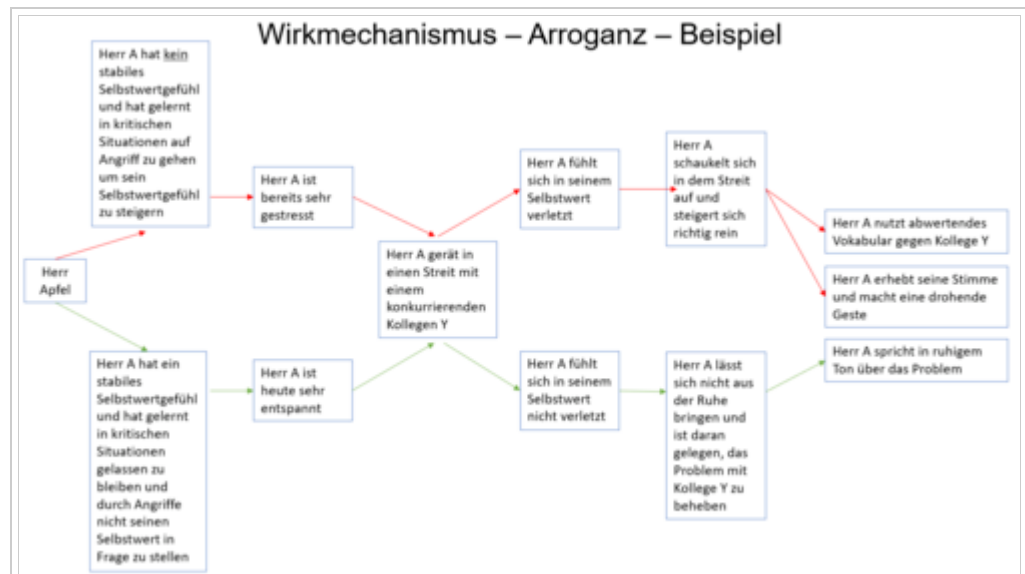 Wirkmechanismus – Arroganz – Beispiel
Herr A hat kein
stabiles
Selbstwertgefühl
und hat gelernt
in kritischen
Situationen auf
Angriff zu gehen
um sein
Selbstwertgefühl
zu steigern
Herr A ist
bereits sehr
gestresst
Herr A fühlt
sich in seinem
Selbstwert
verletzt
Herr A
schaukelt sich
in dem Streit
auf und
steigert sich
richtig rein
Herr A nutzt abwertendes
Vokabular gegen Kollege Y
Herr A erhebt seine Stimme
und macht eine drohende
Geste
Herr
Apfel
Herr A gerät in
einen Streit mit
einem
konkurrierenden
Kollegen Y
Herr A hat ein
stabiles
Selbstwertgefühl
und hat gelernt
in kritischen
Situationen
gelassen zu
bleiben und
durch Angriffe
nicht seinen
Selbstwert in
Frage zu stellen
Herr A ist
heute sehr
entspannt
Herr A fühlt
sich in seinem
Selbstwert
nicht verletzt
Herr A lässt
sich nicht aus
der Ruhe
bringen und
ist daran
gelegen, das
Problem mit
Kollege Y zu
beheben
Herr A spricht in ruhigem
Ton über das Problem